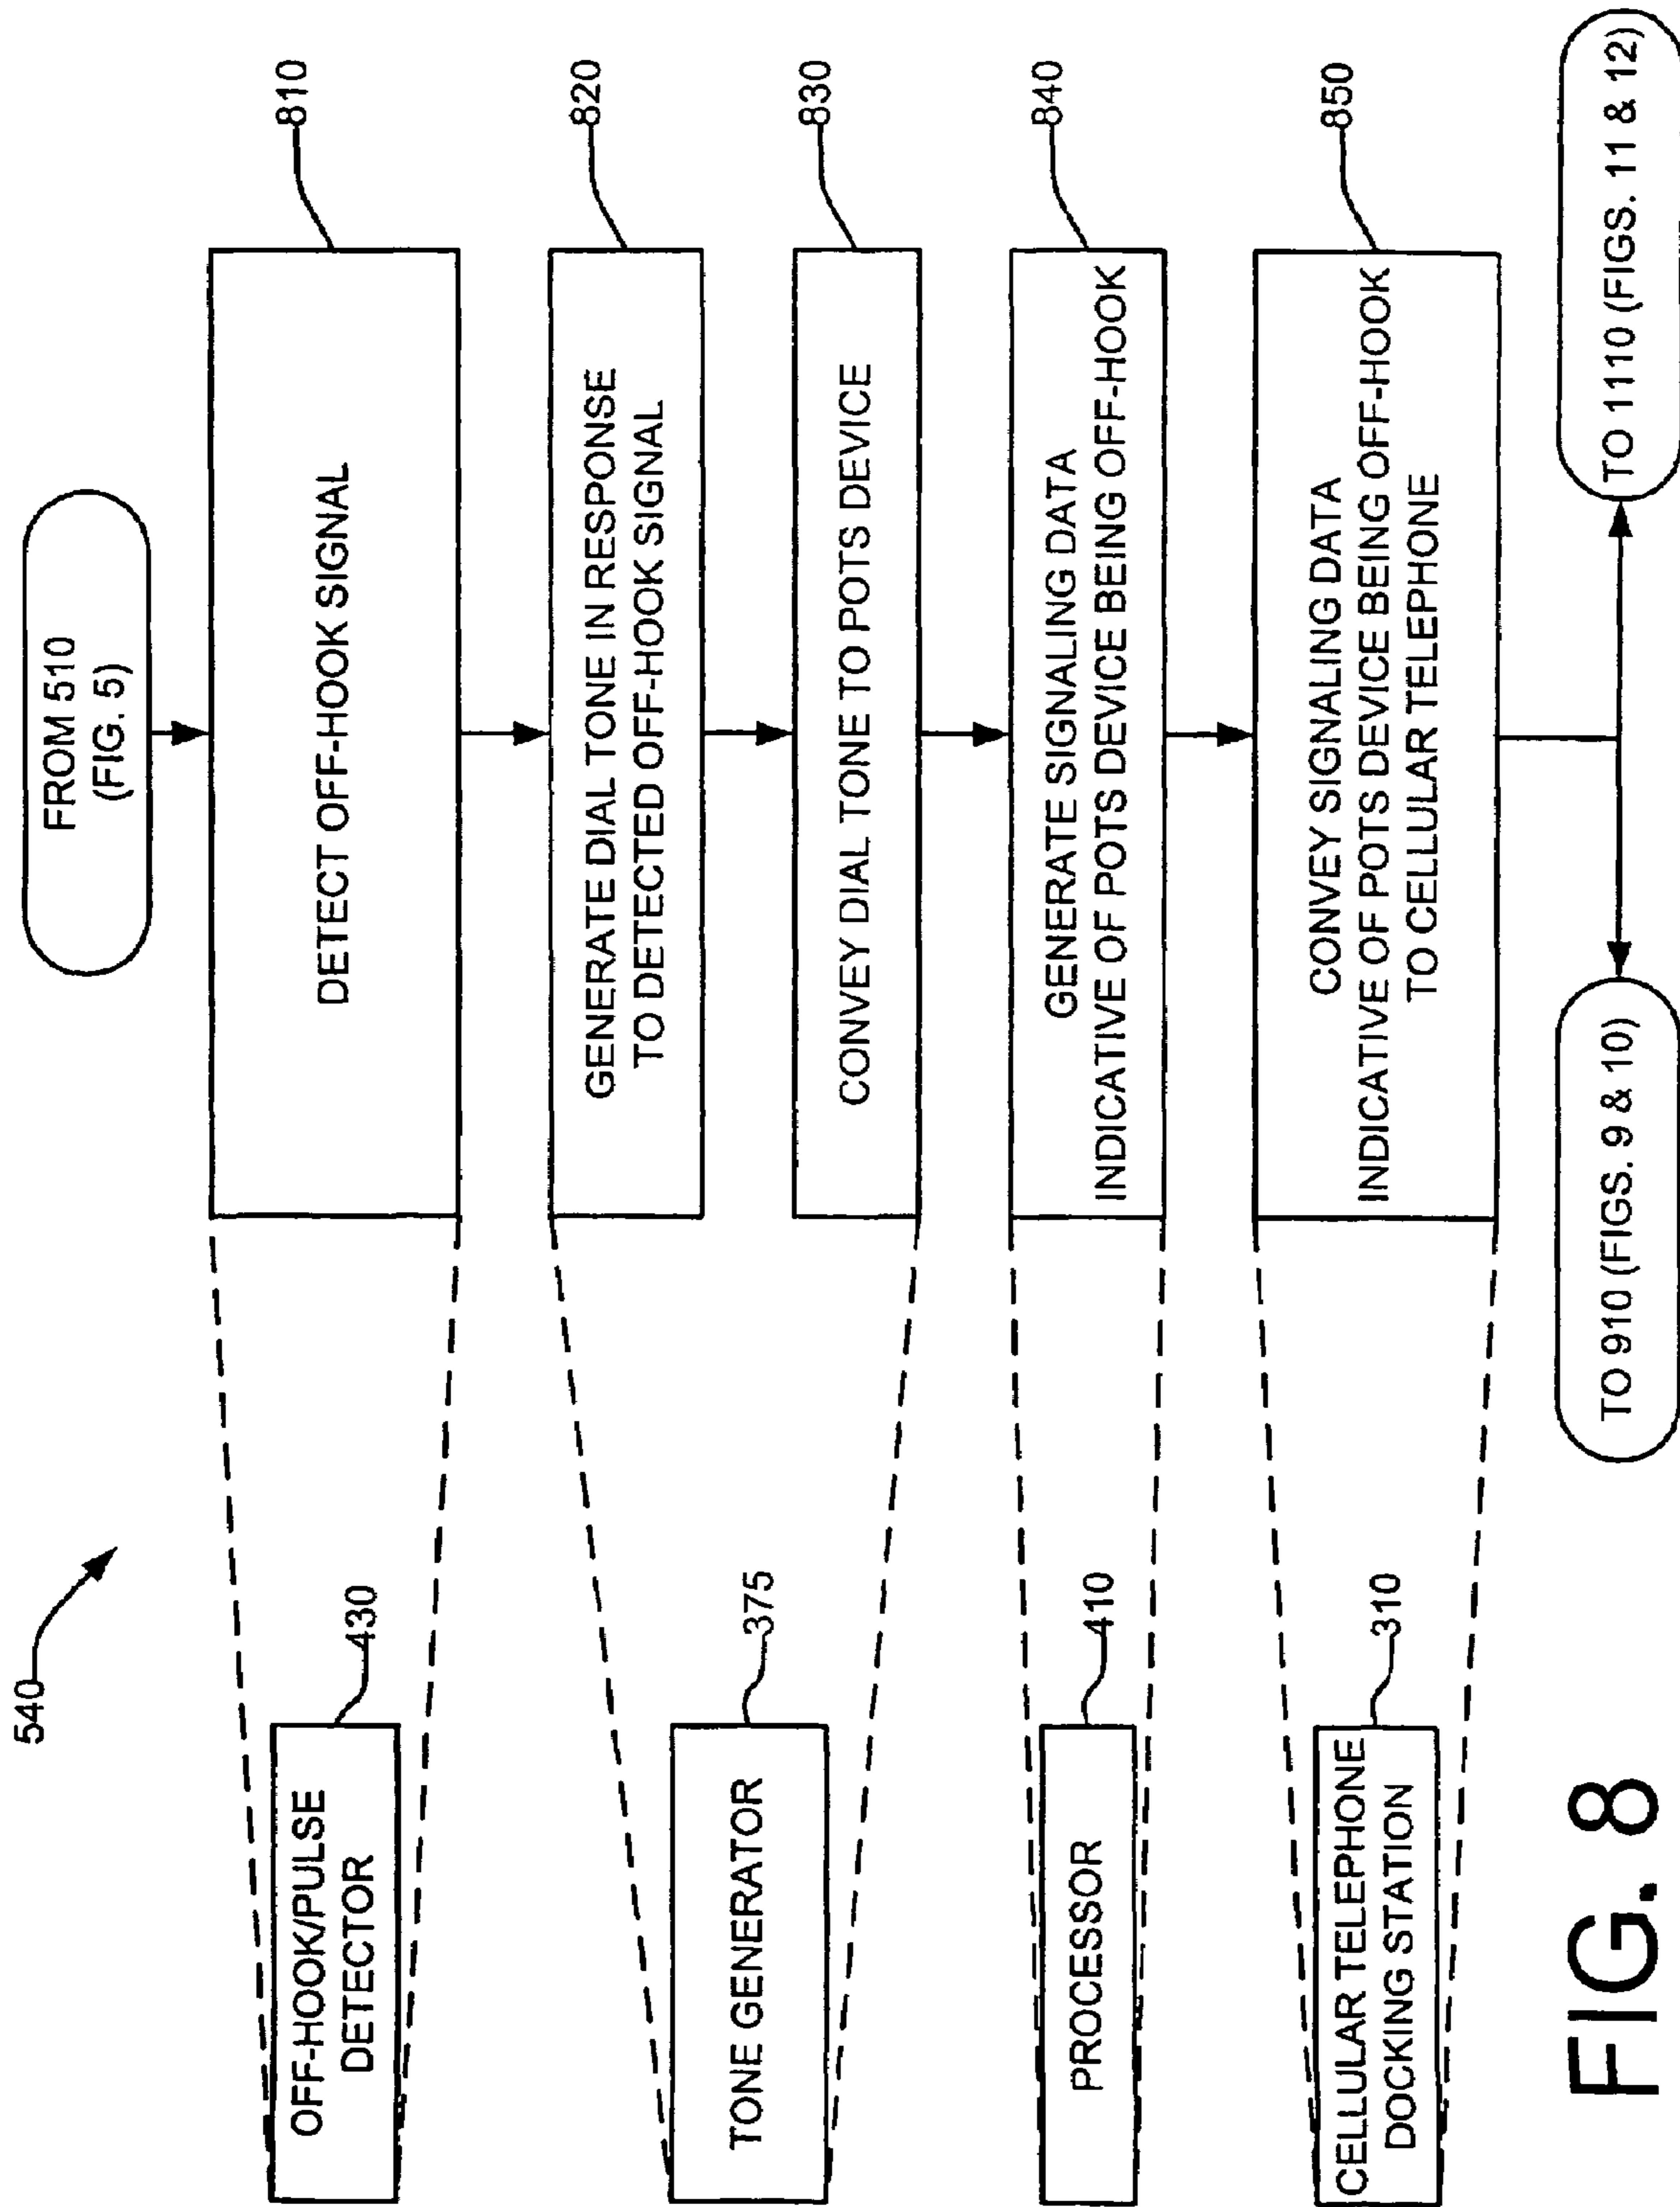 540
FROM 510
(FIG. 5)
OFF-HOOK/PULSE
DETECTOR
430
DETECT OFF-HOOK SIGNAL
810
TONE GENERATOR
375
GENERATE DIAL TONE IN RESPONSE
TO DETECTED OFF-HOOK SIGNAL
820
CONVEY DIAL TONE TO POTS DEVICE
830
PROCESSOR
410
GENERATE SIGNALING DATA
INDICATIVE OF POTS DEVICE BEING OFF-HOOK
840
CELLULAR TELEPHONE
DOCKING STATION
310
CONVEY SIGNALING DATA
INDICATIVE OF POTS DEVICE BEING OFF-HOOK
TO CELLULAR TELEPHONE
850
TO 910 (FIGS. 9 & 10)
TO 1110 (FIGS. 11 & 12)
FIG. 8